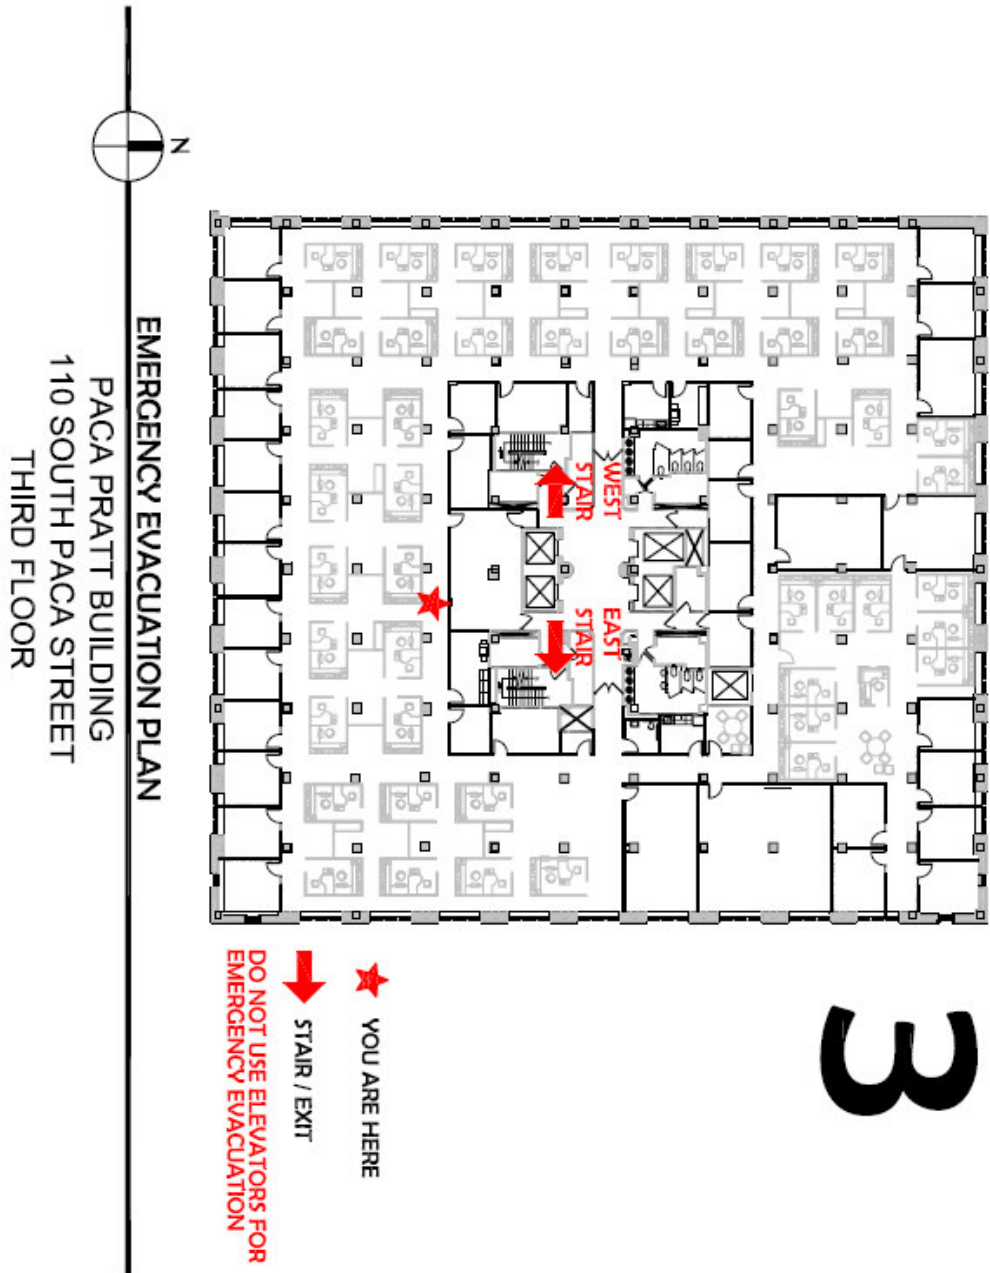 3
N
WEST
STAIR
EAST
STAIR
YOU ARE HERE
STAIR / EXIT
DO NOT USE ELEVATORS FOR
EMERGENCY EVACUATION
EMERGENCY EVACUATION PLAN
PACA PRATT BUILDING
110 SOUTH PACA STREET
THIRD FLOOR